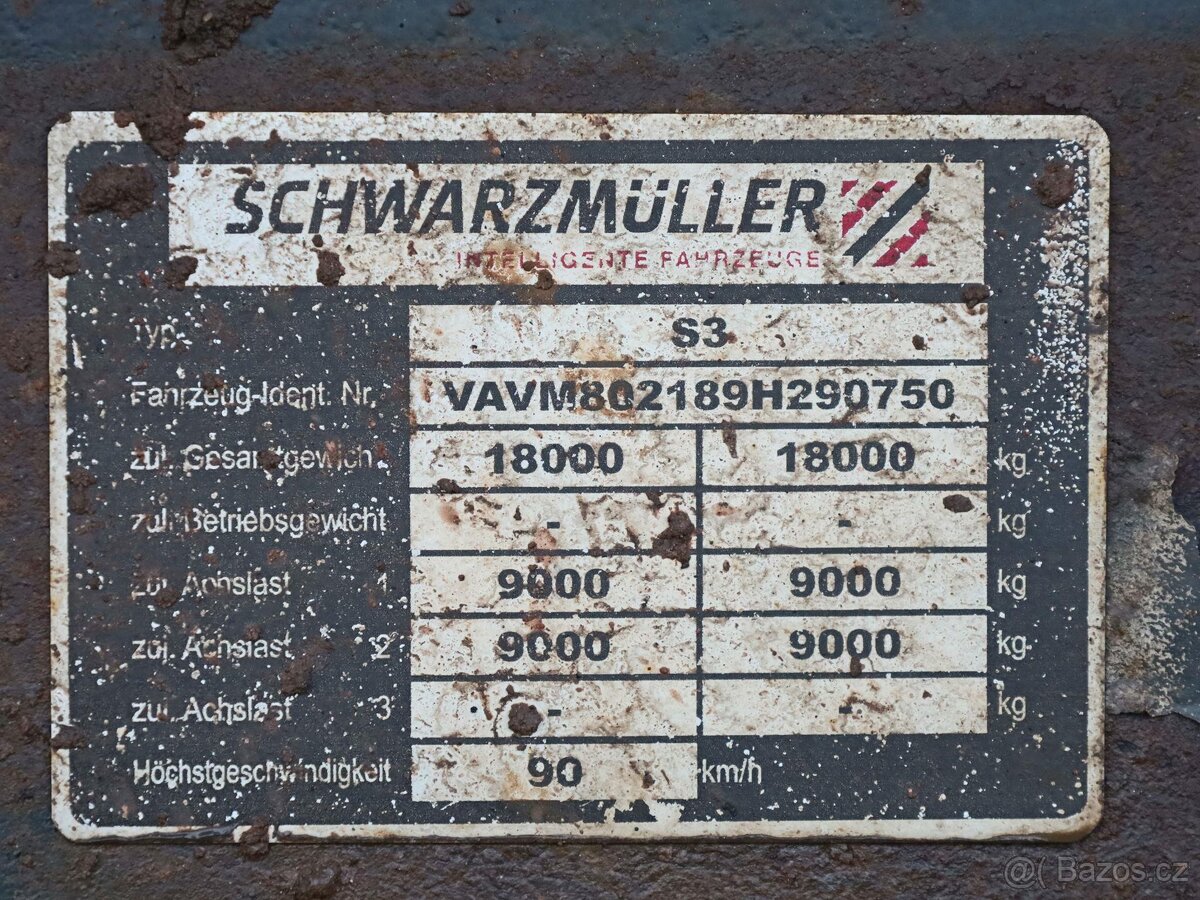 SCHWARZMÜLLER
INTELLIGENTE FAHRZEUGE
Typ: S3
Fahrzeug-Ident. Nr. VAVM802189H290750
zul. Gesamtgewicht 18000 18000 kg
zul. Betriebsgewicht - - kg
zul. Achslast 1 9000 9000 kg
zul. Achslast 2 9000 9000 kg
zul. Achslast 3 - - kg
Höchstgeschwindigkeit 90 km/h
@( Bazos.cz